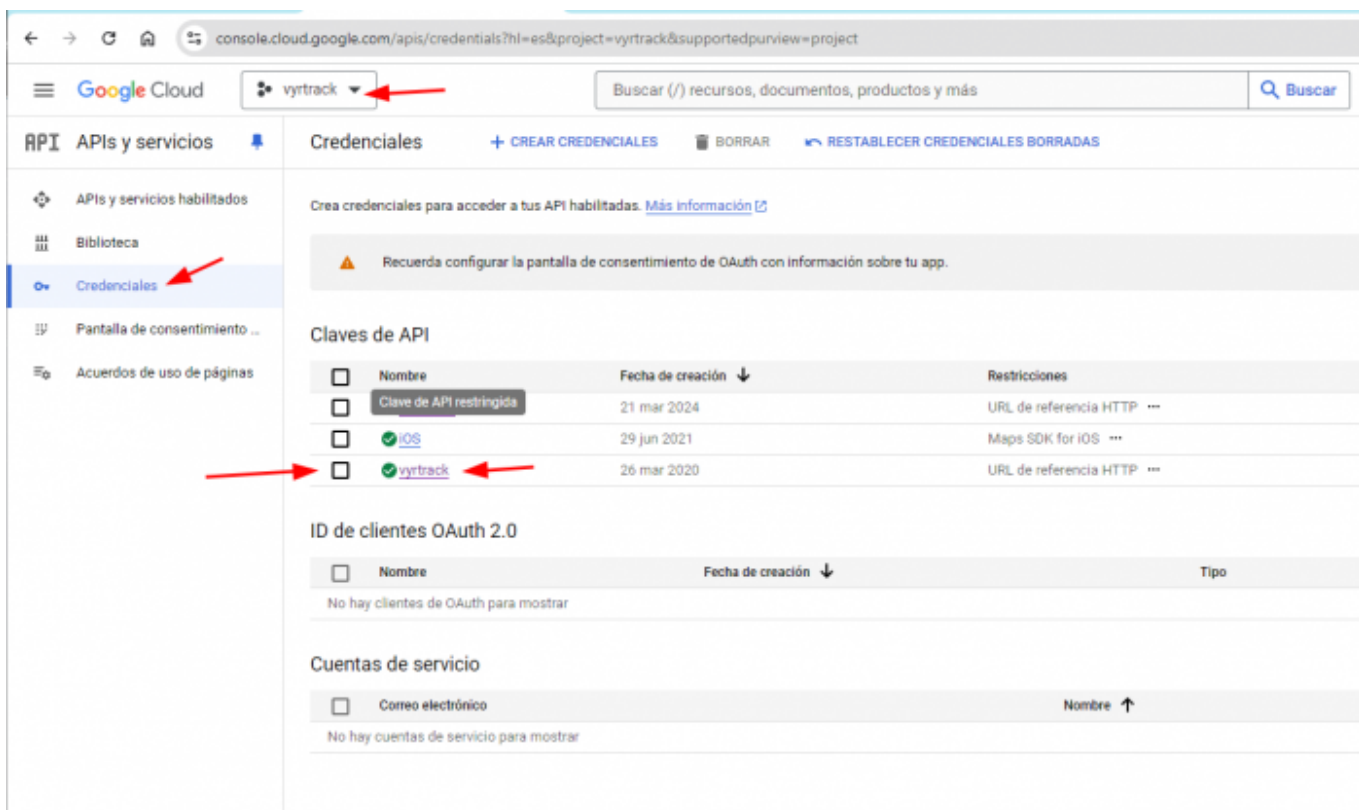 console.cloud.google.com/apis/credentials?hl=es&project=vyrtrack&supportedpurview=project
Google Cloud
vyrtrack
Buscar (/) recursos, documentos, productos y más
Buscar
API APIs y servicios
Credenciales
+ CREAR CREDENCIALES
BORRAR
RESTABLECER CREDENCIALES BORRADAS
APIs y servicios habilitados
Biblioteca
Credenciales
Pantalla de consentimiento ...
Acuerdos de uso de páginas
Crea credenciales para acceder a tus API habilitadas. Más información
Recuerda configurar la pantalla de consentimiento de OAuth con información sobre tu app.
Claves de API
Nombre Fecha de creación Restricciones
Clave de API restringida
21 mar 2024 URL de referencia HTTP ...
iOS 29 jun 2021 Maps SDK for iOS ...
vyrtrack 26 mar 2020 URL de referencia HTTP ...
ID de clientes OAuth 2.0
Nombre Fecha de creación Tipo
No hay clientes de OAuth para mostrar
Cuentas de servicio
Correo electrónico Nombre
No hay cuentas de servicio para mostrar